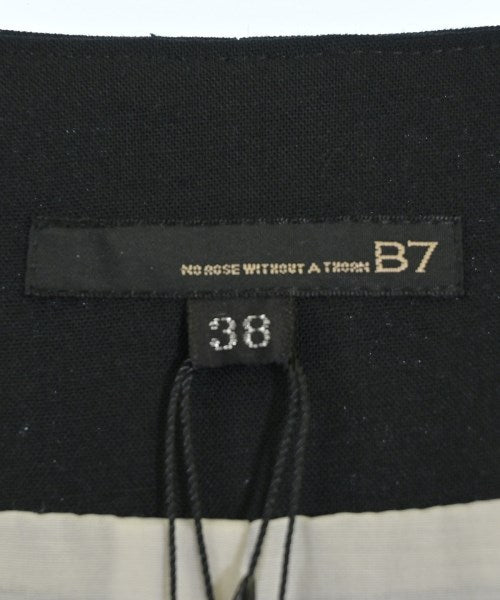 NO ROSE WITHOUT A THORN B7
38